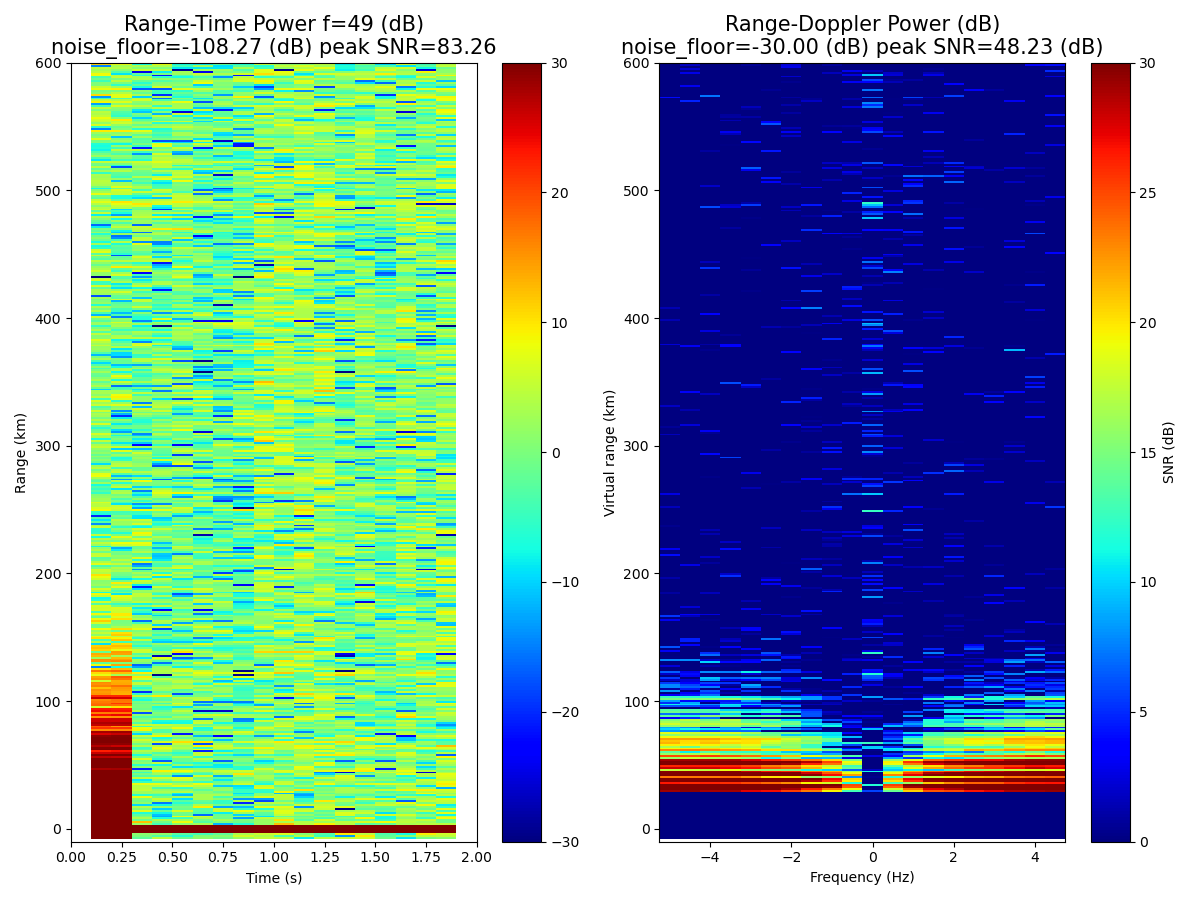 Range-Time Power f=49 (dB)
noise_floor=-108.27 (dB) peak SNR=83.26
600
500
400
300
200
100
0
Range (km)
0.00 0.25 0.50 0.75 1.00 1.25 1.50 1.75 2.00
Time (s)
30
20
10
0
−10
−20
−30
Range-Doppler Power (dB)
noise_floor=-30.00 (dB) peak SNR=48.23 (dB)
600
500
400
300
200
100
0
Virtual range (km)
−4 −2 0 2 4
Frequency (Hz)
30
25
20
15
10
5
0
SNR (dB)